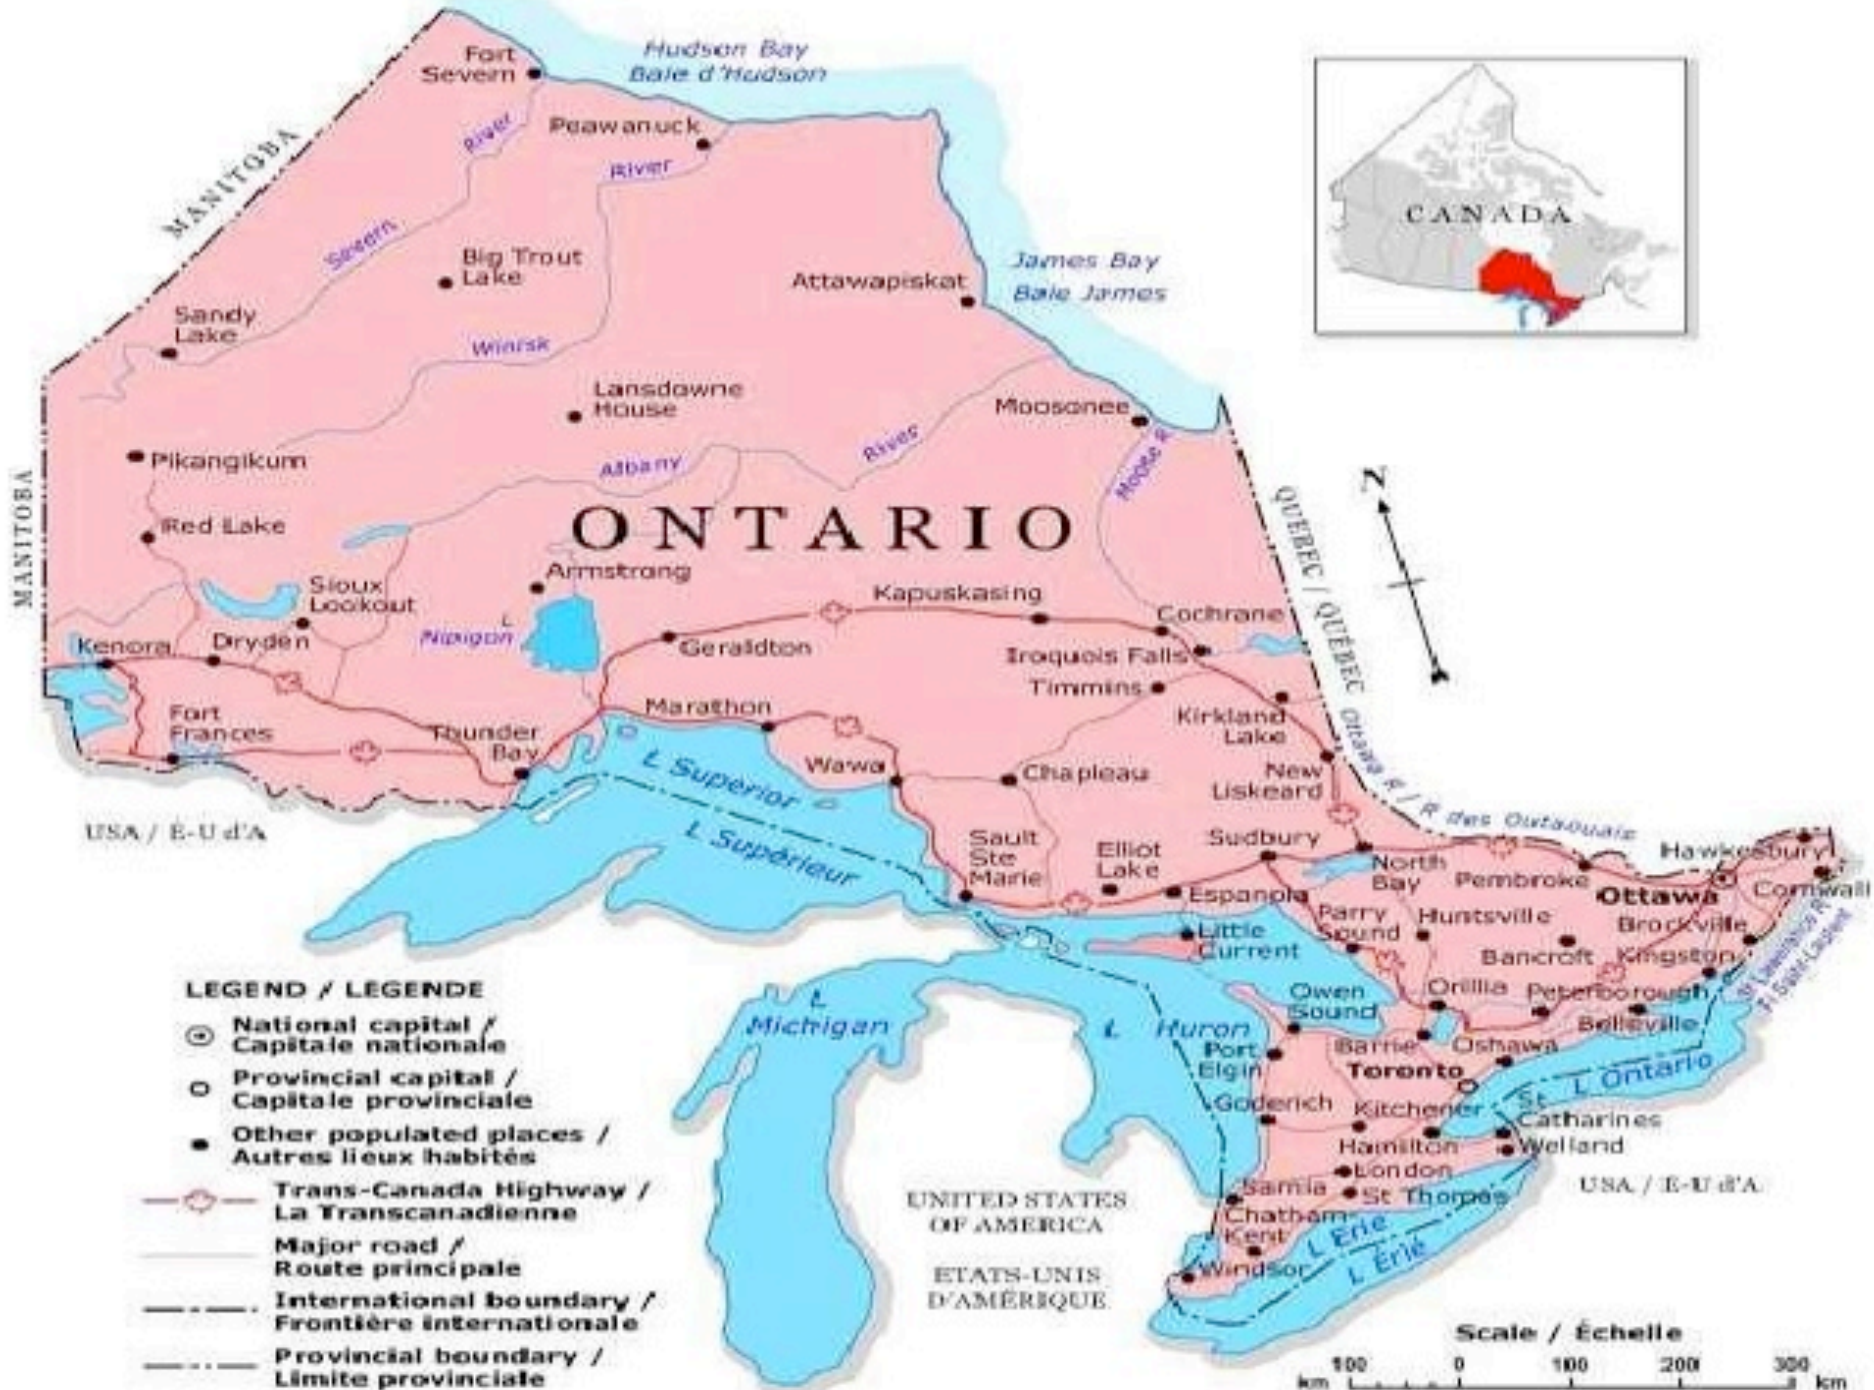 Hudson Bay
Baie d'Hudson
Fort
Severn
Peawanuck
River
River
MANITOBA
Severn
Big Trout
Lake
CANADA
James Bay
Baie James
Attawapiskat
Sandy
Lake
Winisk
Lansdowne
House
Moosonee
Pikangikum
Albany
River
Moose R
MANITOBA
Red Lake
ONTARIO
N
QUEBEC / QUÉBEC
Armstrong
Sioux
Lookout
Kapuskasing
Cochrane
L
Nipigon
Kenora
Dryden
Geraldton
Iroquois Falls
Timmins
Fort
Frances
Marathon
Kirkland
Lake
Thunder
Bay
L Superior
Wawa
Chapleau
New
Liskeard
Ottawa R / R des Outaouais
USA / É-U d'A
L Supérieur
Sault
Ste
Marie
Elliot
Lake
Sudbury
North
Bay
Pembroke
Hawkesbury
Espanola
Ottawa
Cornwall
Parry
Sound
Huntsville
Brockville
Little
Current
Bancroft
Kingston
St Lawrence R
Fl Saint-Laurent
LEGEND / LÉGENDE
National capital /
Capitale nationale
Provincial capital /
Capitale provinciale
Other populated places /
Autres lieux habités
Trans-Canada Highway /
La Transcanadienne
Major road /
Route principale
International boundary /
Frontière internationale
Provincial boundary /
Limite provinciale
L
Michigan
L Huron
Owen
Sound
Orillia
Peterborough
Belleville
Port
Elgin
Barrie
Oshawa
Toronto
L Ontario
Goderich
Kitchener
St
Catharines
Hamilton
Welland
London
Sarnia
St Thomas
USA / É-U d'A
UNITED STATES
OF AMERICA
Chatham-
Kent
L Erie
L Érié
ÉTATS-UNIS
D'AMÉRIQUE
Windsor
Scale / Échelle
100 0 100 200 300
km km